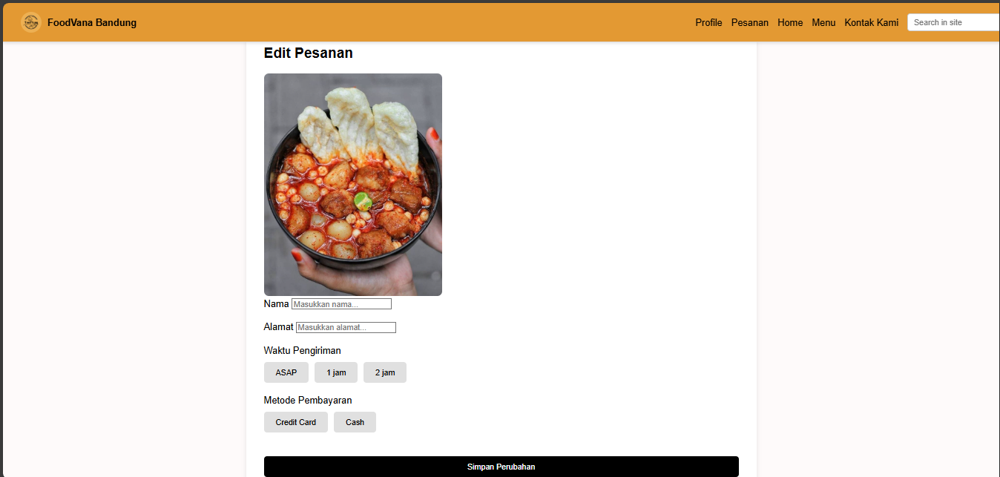 FoodVana Bandung
Profile Pesanan Home Menu Kontak Kami Search in site
Edit Pesanan
Nama Masukkan nama...
Alamat Masukkan alamat...
Waktu Pengiriman
ASAP 1 jam 2 jam
Metode Pembayaran
Credit Card Cash
Simpan Perubahan